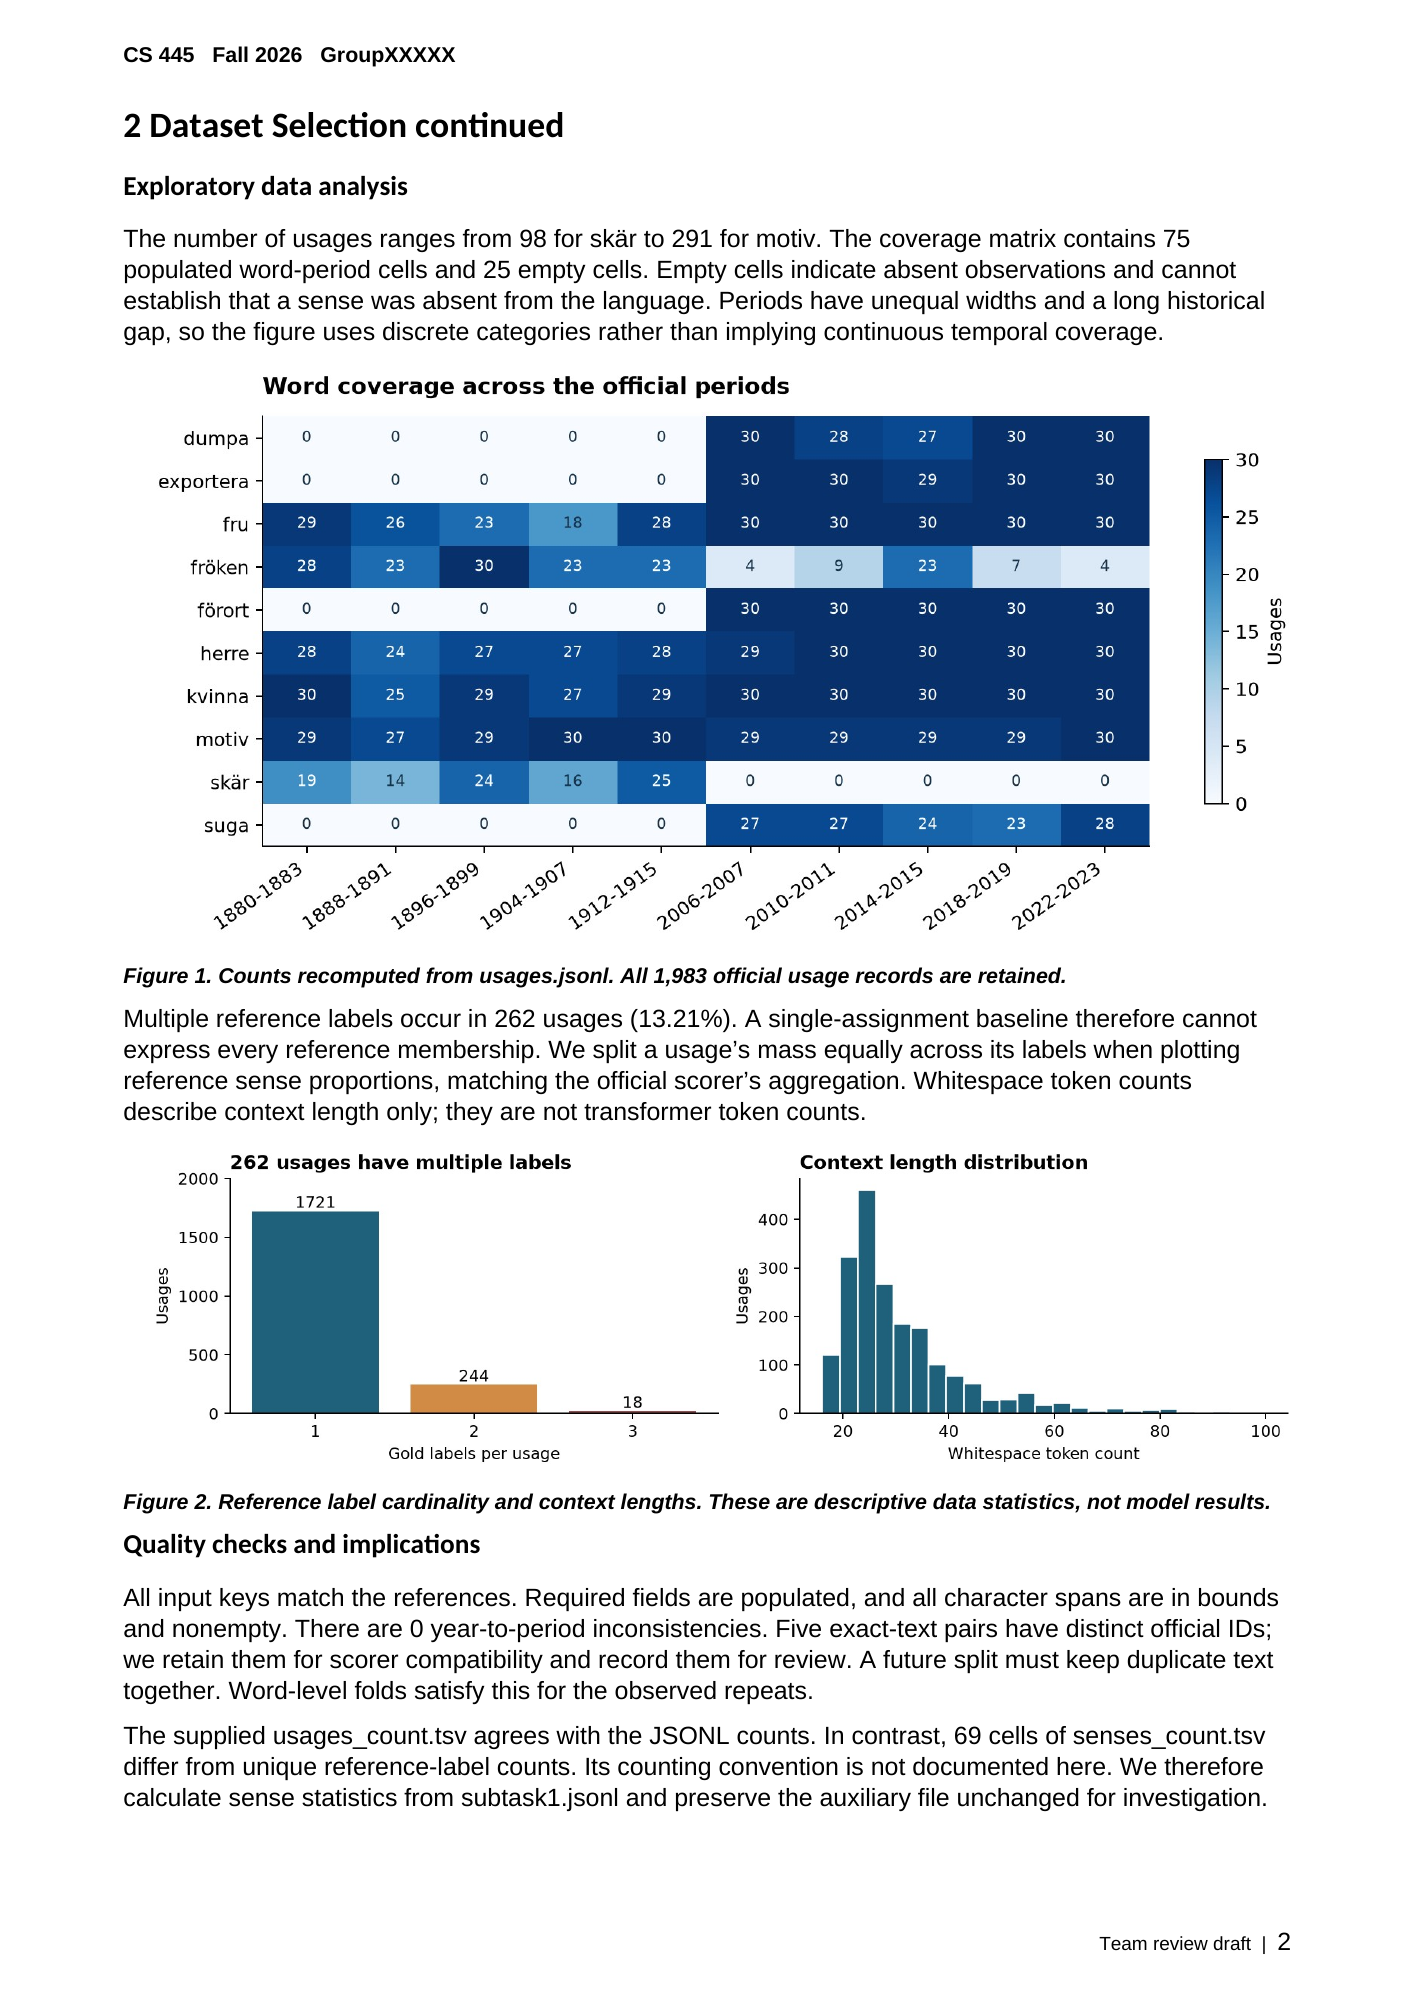 CS 445   Fall 2026   GroupXXXXX
2 Dataset Selection continued
Exploratory data analysis
The number of usages ranges from 98 for skär to 291 for motiv. The coverage matrix contains 75
populated word-period cells and 25 empty cells. Empty cells indicate absent observations and cannot
establish that a sense was absent from the language. Periods have unequal widths and a long historical
gap, so the figure uses discrete categories rather than implying continuous temporal coverage.
Word coverage across the official periods
dumpa 0 0 0 0 0 30 28 27 30 30
exportera 0 0 0 0 0 30 30 29 30 30
fru 29 26 23 18 28 30 30 30 30 30
fröken 28 23 30 23 23 4 9 23 7 4
förort 0 0 0 0 0 30 30 30 30 30
herre 28 24 27 27 28 29 30 30 30 30
kvinna 30 25 29 27 29 30 30 30 30 30
motiv 29 27 29 30 30 29 29 29 29 30
skär 19 14 24 16 25 0 0 0 0 0
suga 0 0 0 0 0 27 27 24 23 28
1880-1883 1888-1891 1896-1899 1904-1907 1912-1915 2006-2007 2010-2011 2014-2015 2018-2019 2022-2023
30
25
20
15
10
5
0
Usages
Figure 1. Counts recomputed from usages.jsonl. All 1,983 official usage records are retained.
Multiple reference labels occur in 262 usages (13.21%). A single-assignment baseline therefore cannot
express every reference membership. We split a usage’s mass equally across its labels when plotting
reference sense proportions, matching the official scorer’s aggregation. Whitespace token counts
describe context length only; they are not transformer token counts.
262 usages have multiple labels
2000
1500
1000
500
0
Usages
1721
244
18
1 2 3
Gold labels per usage
Context length distribution
400
300
200
100
0
Usages
20 40 60 80 100
Whitespace token count
Figure 2. Reference label cardinality and context lengths. These are descriptive data statistics, not model results.
Quality checks and implications
All input keys match the references. Required fields are populated, and all character spans are in bounds
and nonempty. There are 0 year-to-period inconsistencies. Five exact-text pairs have distinct official IDs;
we retain them for scorer compatibility and record them for review. A future split must keep duplicate text
together. Word-level folds satisfy this for the observed repeats.
The supplied usages_count.tsv agrees with the JSONL counts. In contrast, 69 cells of senses_count.tsv
differ from unique reference-label counts. Its counting convention is not documented here. We therefore
calculate sense statistics from subtask1.jsonl and preserve the auxiliary file unchanged for investigation.
Team review draft | 2